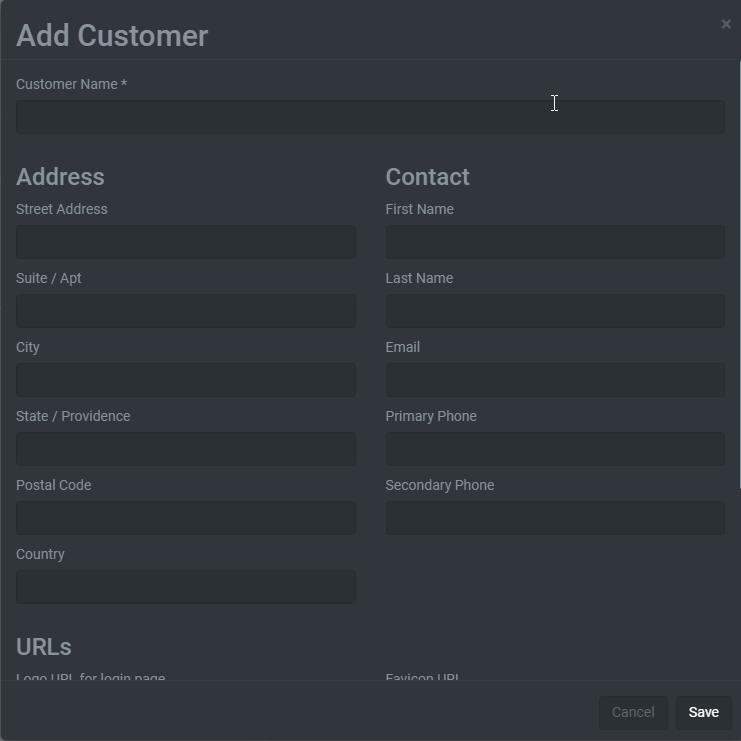 Add Customer
×
Customer Name *
Address
Street Address
Suite / Apt
City
State / Providence
Postal Code
Country
Contact
First Name
Last Name
Email
Primary Phone
Secondary Phone
URLs
Logo URL for login page
Favicon URL
Cancel
Save